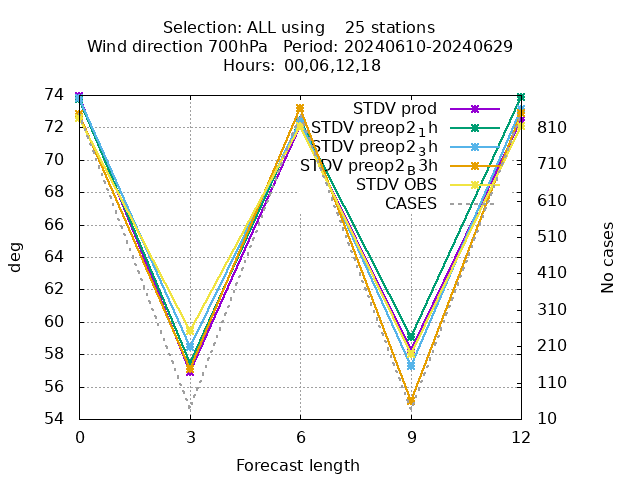 Selection: ALL using    25 stations
Wind direction 700hPa   Period: 20240610-20240629
Hours: 00,06,12,18
STDV prod
STDV preop2₁h
STDV preop2₃h
STDV preop2_B3h
STDV OBS
CASES
74
72
70
68
66
64
62
60
58
56
54
810
710
610
510
410
310
210
110
10
deg
No cases
0 3 6 9 12
Forecast length